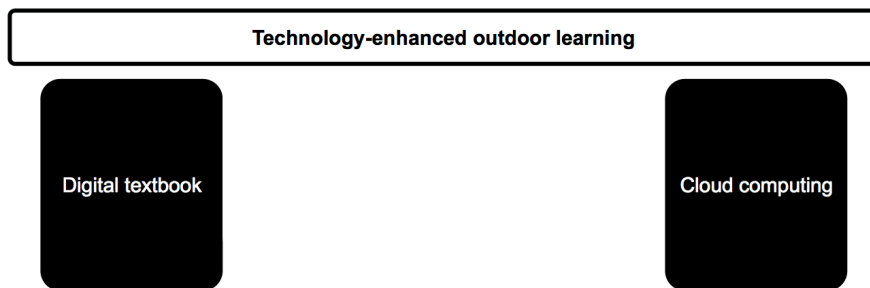 Technology-enhanced outdoor learning
Digital textbook
Cloud computing